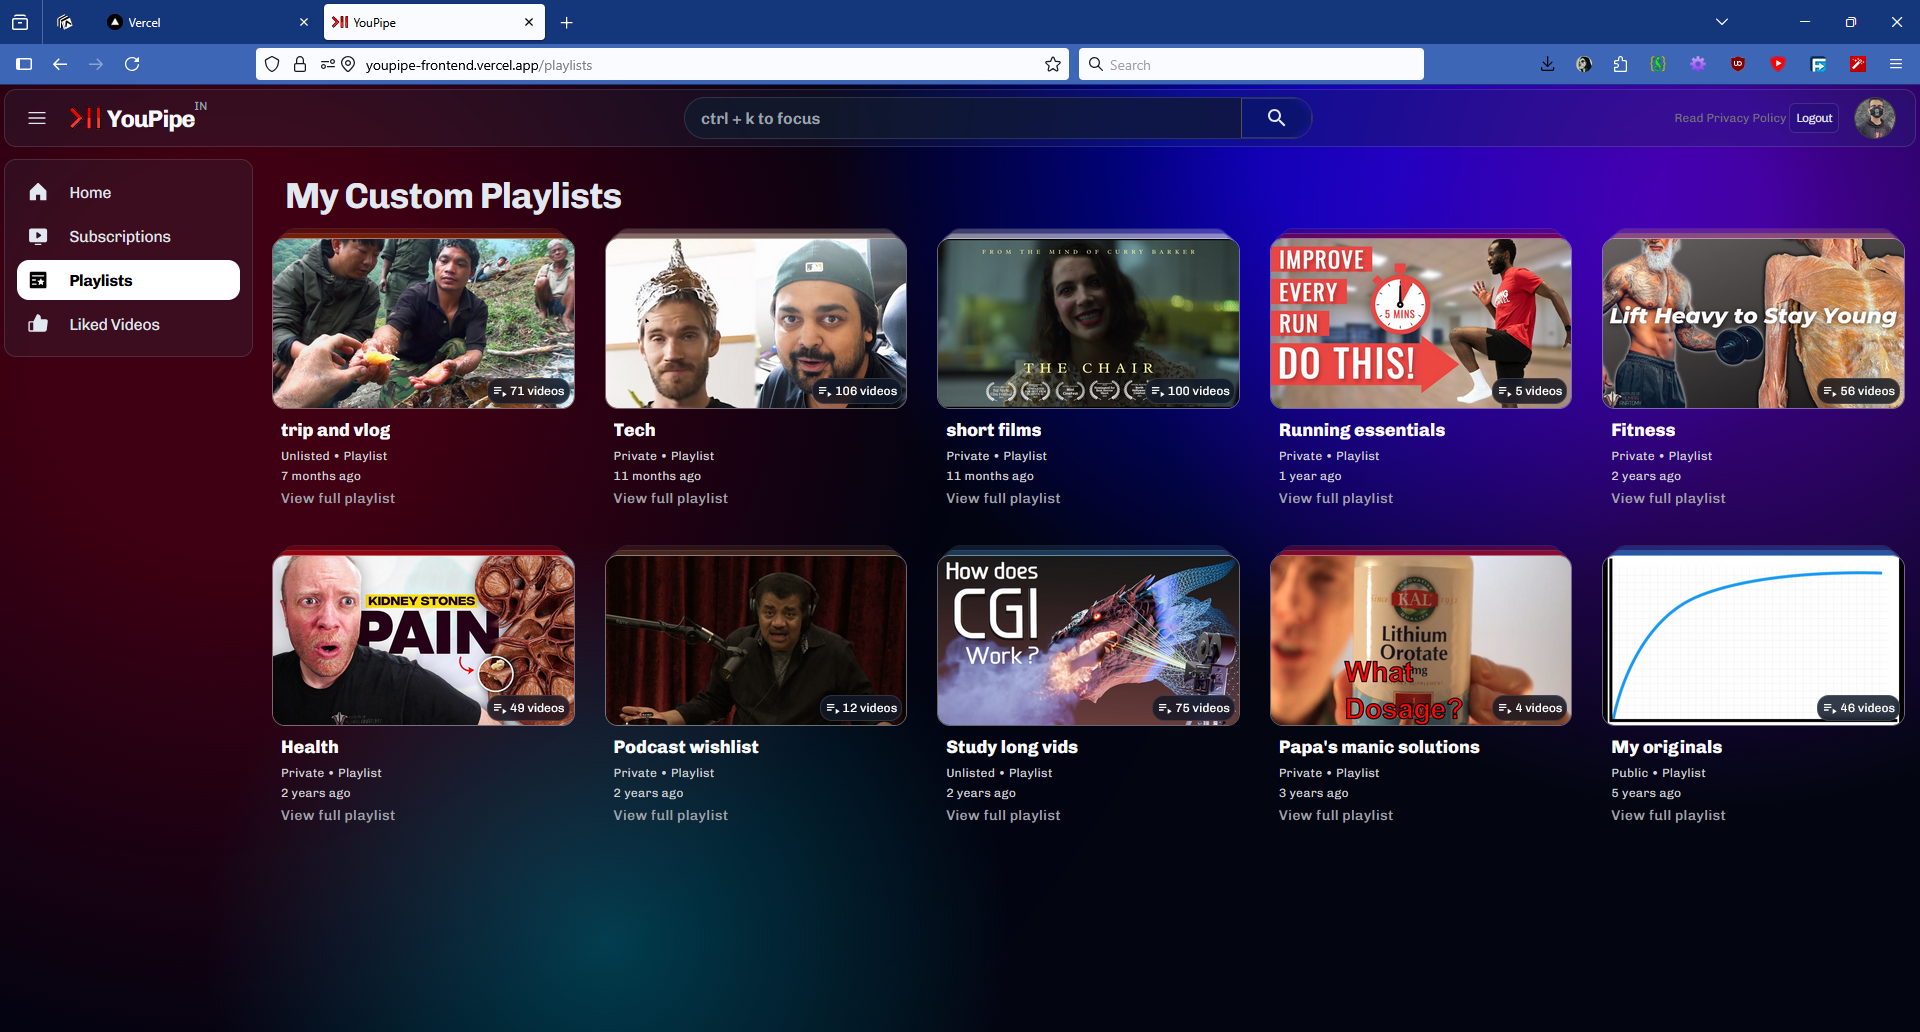 Vercel
YouPipe
youpipe-frontend.vercel.app/playlists
Search
YouPipe IN
ctrl + k to focus
Read Privacy Policy
Logout
Home
Subscriptions
Playlists
Liked Videos
My Custom Playlists
71 videos
trip and vlog
Unlisted • Playlist
7 months ago
View full playlist
106 videos
Tech
Private • Playlist
11 months ago
View full playlist
FROM THE MIND OF CURRY BARKER
THE CHAIR
100 videos
short films
Private • Playlist
11 months ago
View full playlist
IMPROVE
EVERY
RUN
DO THIS!
5 MINS
5 videos
Running essentials
Private • Playlist
1 year ago
View full playlist
Lift Heavy to Stay Young
56 videos
Fitness
Private • Playlist
2 years ago
View full playlist
KIDNEY STONES
PAIN
49 videos
Health
Private • Playlist
2 years ago
View full playlist
12 videos
Podcast wishlist
Private • Playlist
2 years ago
View full playlist
How does
CGI
Work ?
75 videos
Study long vids
Unlisted • Playlist
2 years ago
View full playlist
KAL
Lithium
Orotate
What
Dosage?
4 videos
Papa's manic solutions
Private • Playlist
3 years ago
View full playlist
46 videos
My originals
Public • Playlist
5 years ago
View full playlist